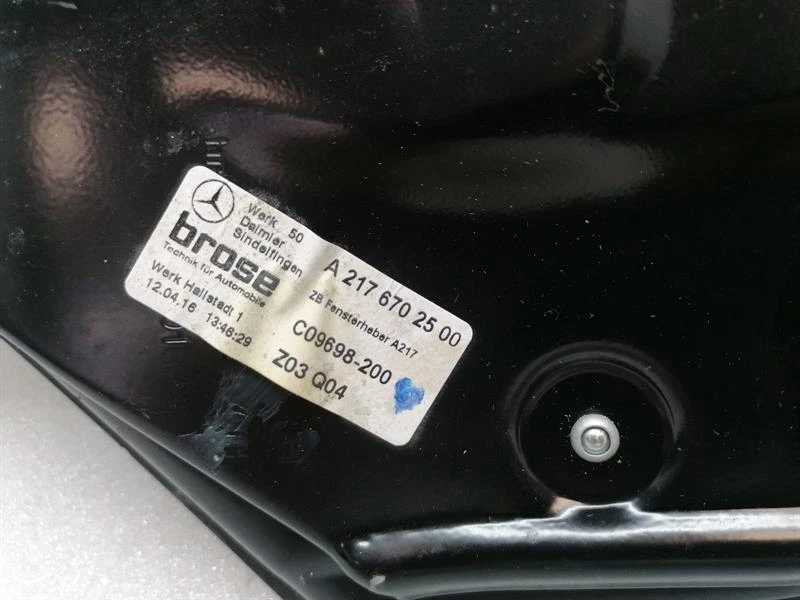 Werk 50
Daimler
Sindelfingen
brose
Technik für Automobile
Werk Hallstadt 1
12.04.16 13:46:29
A 217 670 25 00
ZB Fensterheber A217
C09698-200
Z03 Q04